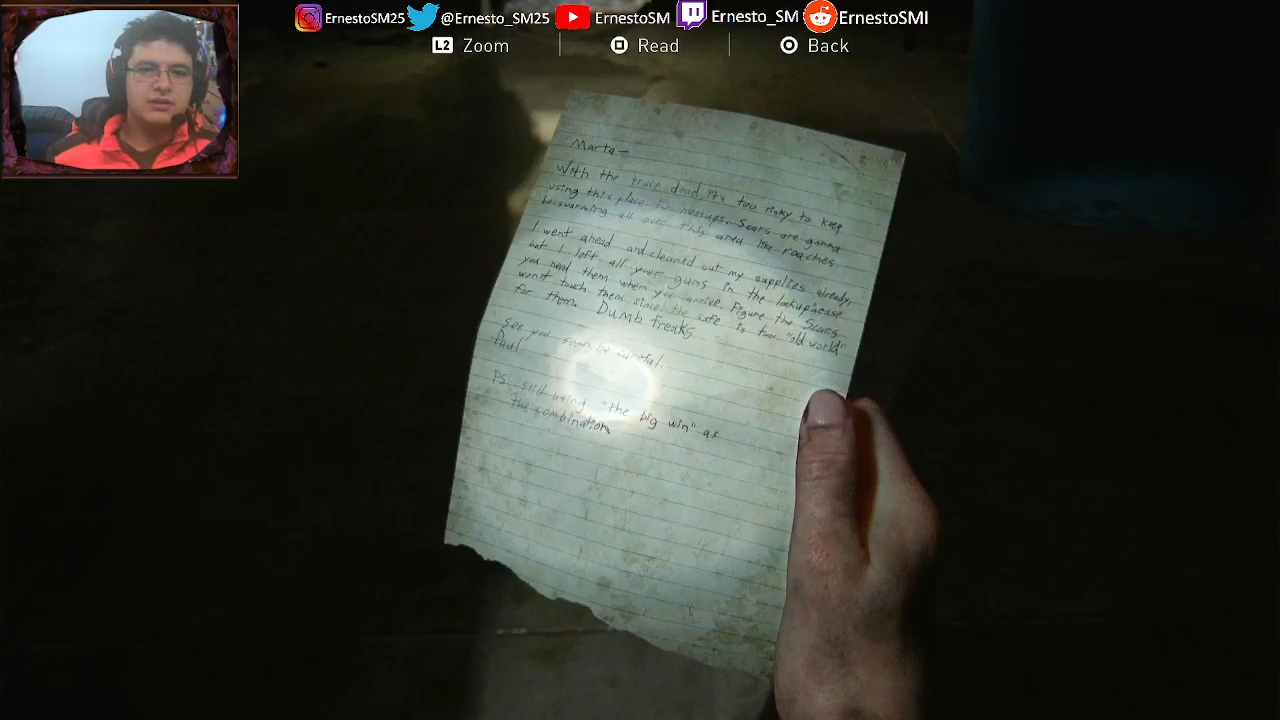 ErnestoSM25 @Ernesto_SM25 ErnestoSM Ernesto_SM ErnestoSMI
L2 Zoom Read Back
Marta—
With the truce dead, it's too risky to keep
using this place for meetups. Scars are gonna
be swarming all over this area like roaches.
I went ahead and cleaned out my supplies already,
but I left all your guns in the lockup in case
you need them when you arrive. Figure the Scars
won't touch them since the safe is too "old world"
for them. Dumb freaks.
See you soon. be careful.
Paul
PS still using "the big win" as
the combination